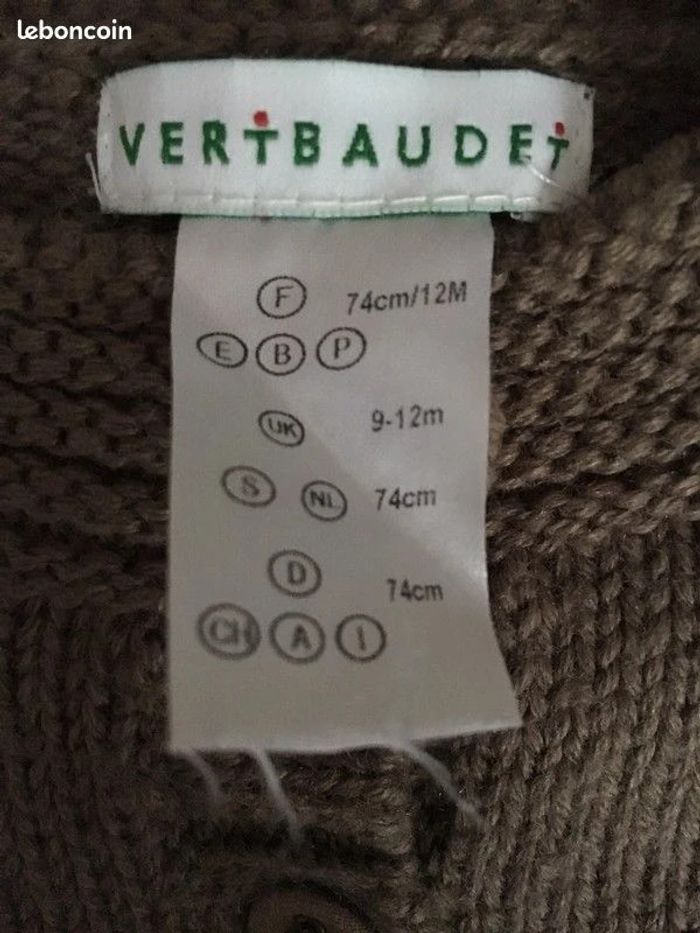 leboncoin
VERTBAUDET
F 74cm/12M
E B P
UK 9-12m
S NL 74cm
D 74cm
CH A I